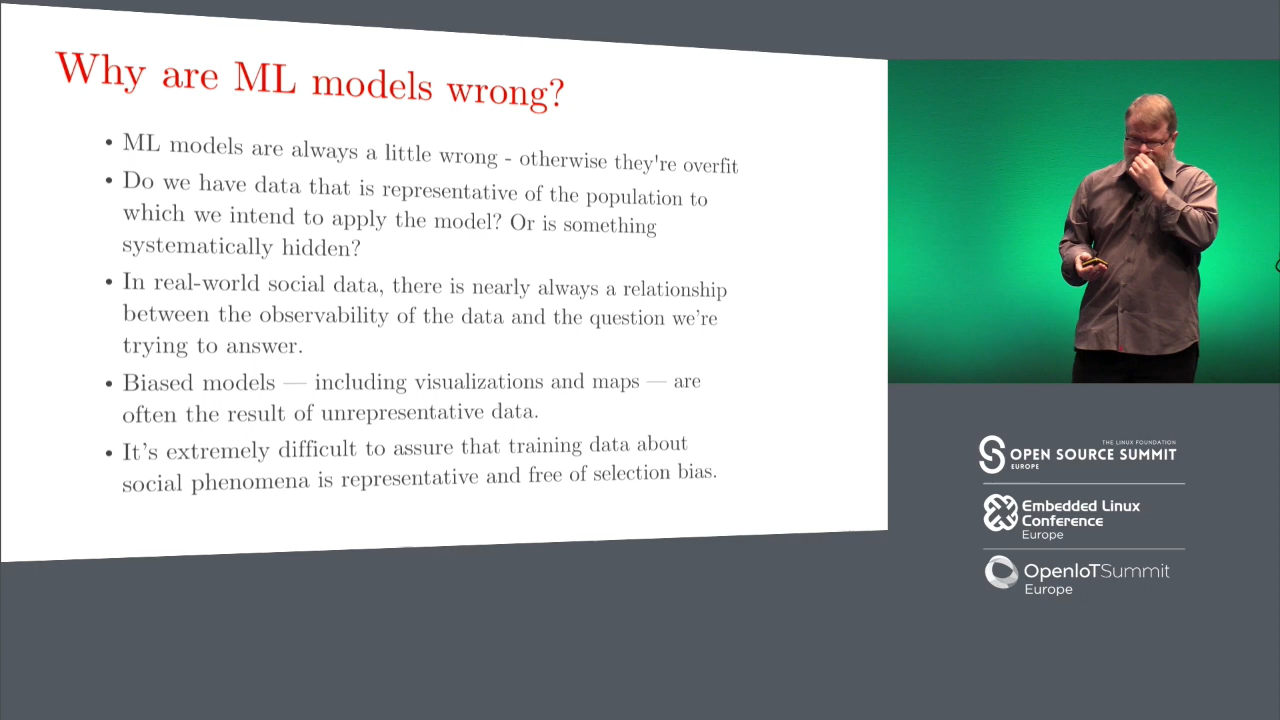 Why are ML models wrong?
• ML models are always a little wrong - otherwise they're overfit
• Do we have data that is representative of the population to
which we intend to apply the model? Or is something
systematically hidden?
• In real-world social data, there is nearly always a relationship
between the observability of the data and the question we're
trying to answer.
• Biased models — including visualizations and maps — are
often the result of unrepresentative data.
• It's extremely difficult to assure that training data about
social phenomena is representative and free of selection bias.
THE LINUX FOUNDATION
OPEN SOURCE SUMMIT
EUROPE
Embedded Linux
Conference
Europe
OpenIoTSummit
Europe